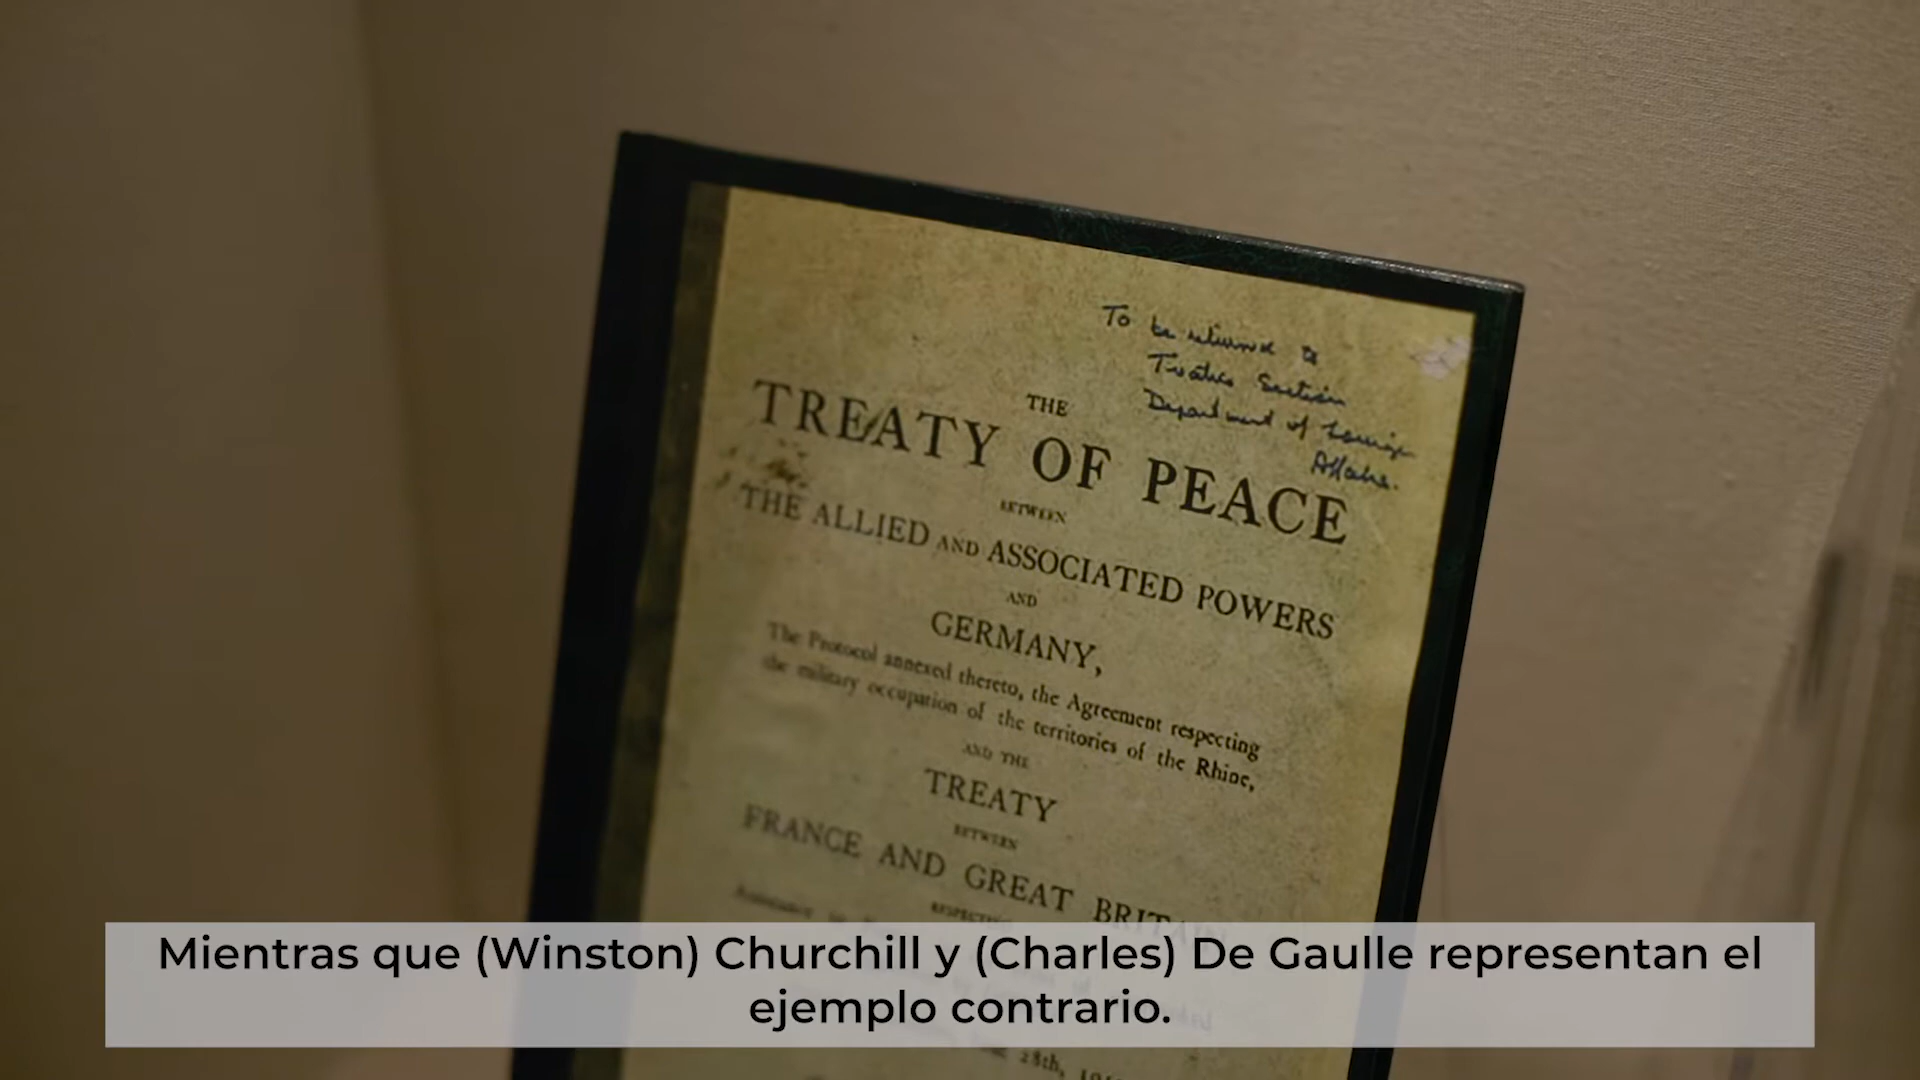 To be returned to
Treaties Section
Department of Foreign
Affairs.
THE
TREATY OF PEACE
BETWEEN
THE ALLIED AND ASSOCIATED POWERS
AND
GERMANY,
The Protocol annexed thereto, the Agreement respecting
the military occupation of the territories of the Rhine,
AND THE
TREATY
BETWEEN
FRANCE AND GREAT BRITAIN
RESPECTING
Assistance
28th,
Mientras que (Winston) Churchill y (Charles) De Gaulle representan el
ejemplo contrario.